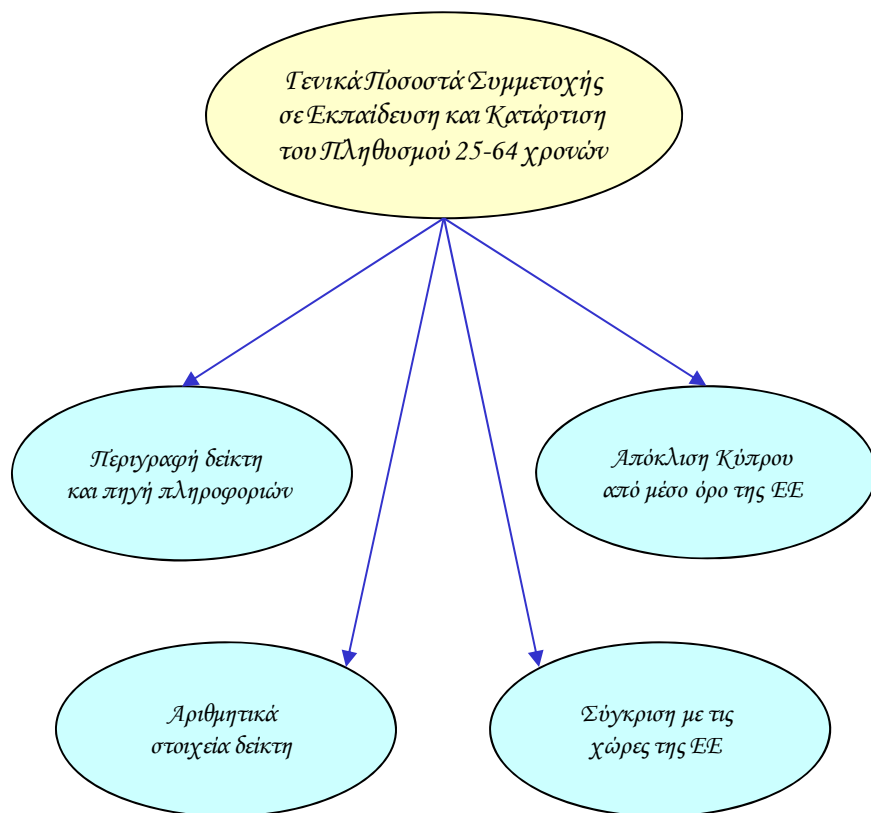 Γενικά Ποσοστά Συμμετοχής
σε Εκπαίδευση και Κατάρτιση
του Πληθυσμού 25-64 χρονών
Περιγραφή δείκτη
και πηγή πληροφοριών
Απόκλιση Κύπρου
από μέσο όρο της ΕΕ
Αριθμητικά
στοιχεία δείκτη
Σύγκριση με τις
χώρες της ΕΕ